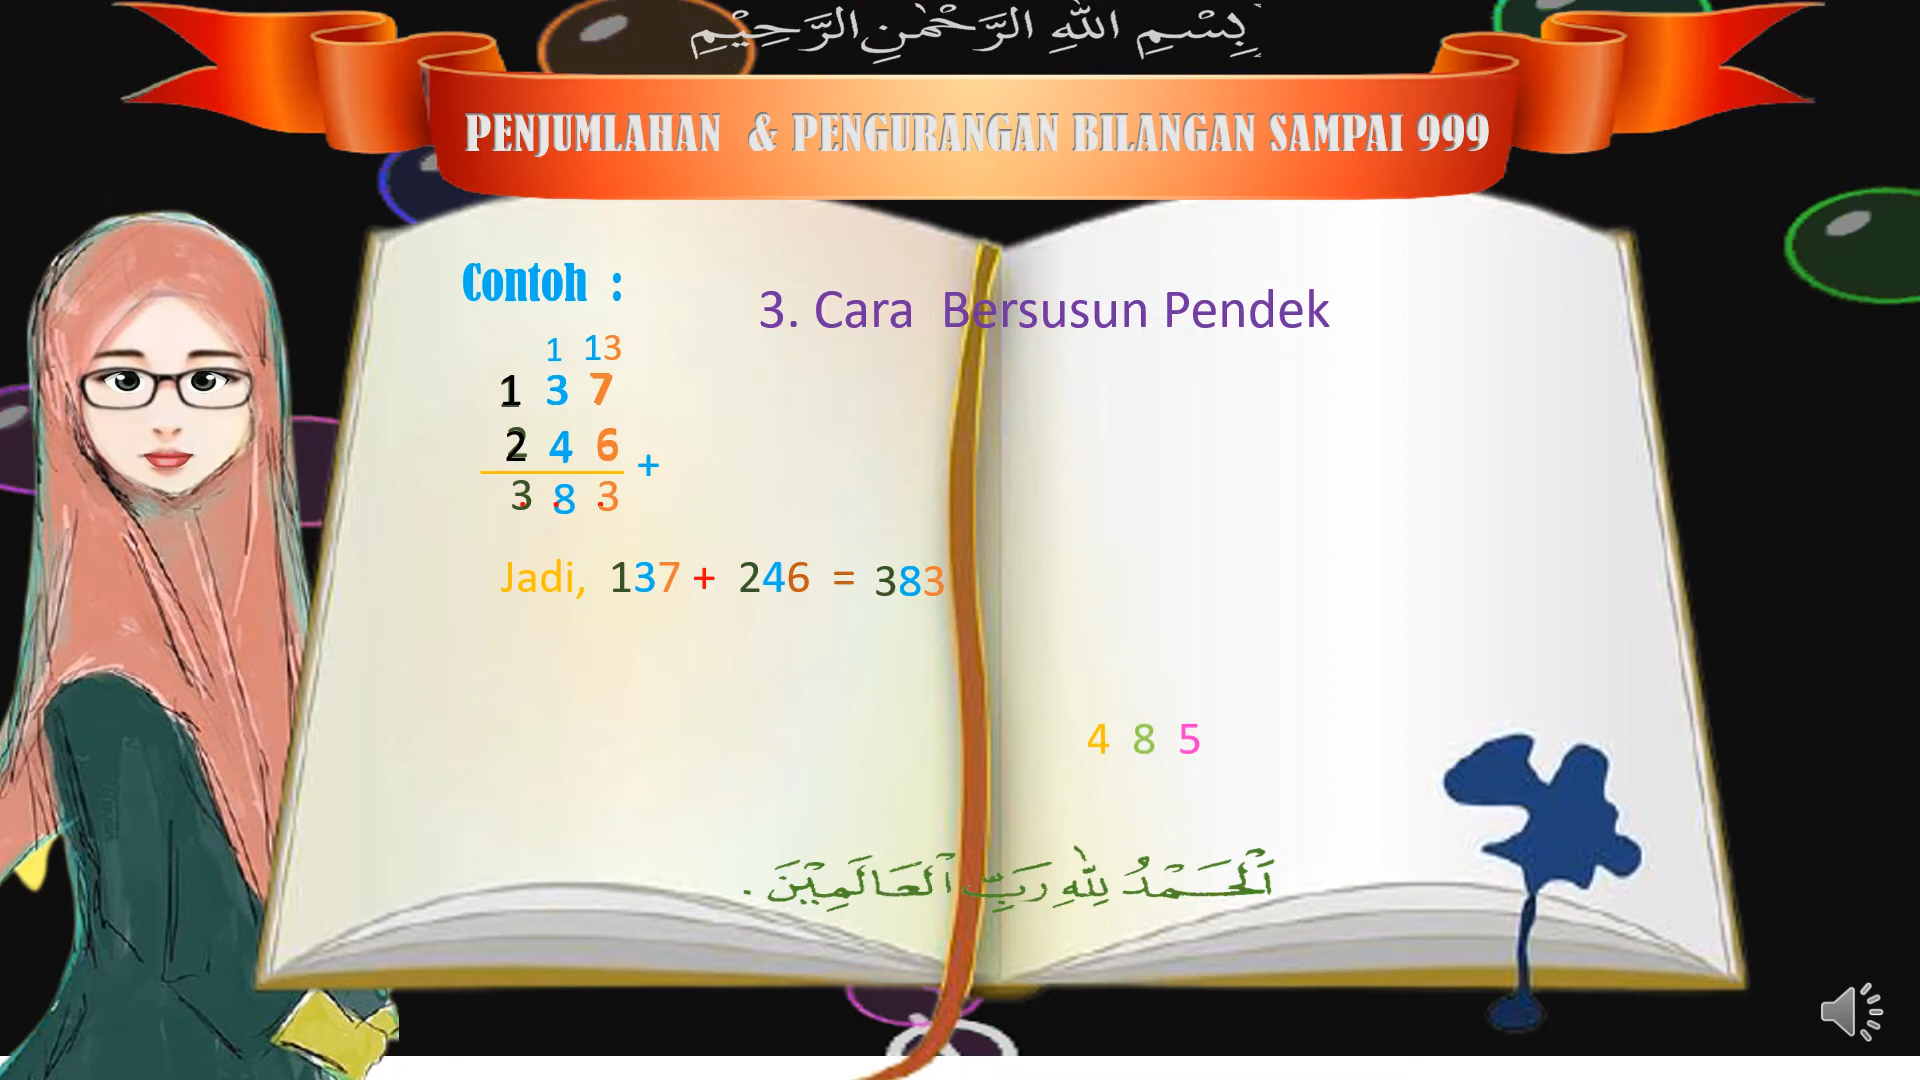 بِسْمِ اللهِ الرَّحْمٰنِ الرَّحِيْمِ
PENJUMLAHAN & PENGURANGAN BILANGAN SAMPAI 999
Contoh :
3. Cara Bersusun Pendek
1 13
1 3 7
2 4 6 +
3 8 3
Jadi, 137 + 246 = 383
4 8 5
اَلْحَمْدُ لِلّٰهِ رَبِّ الْعَالَمِيْنَ .